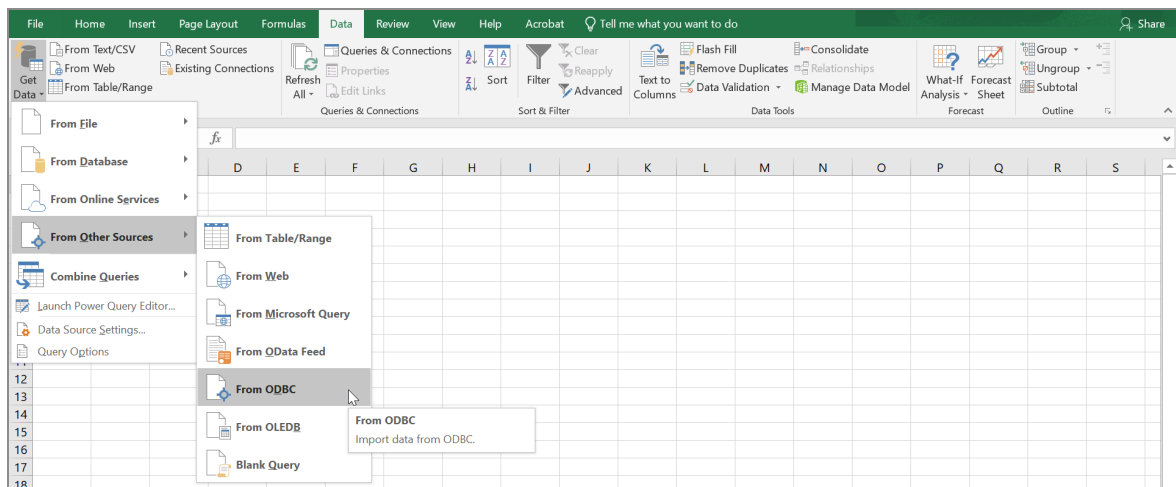 File Home Insert Page Layout Formulas Data Review View Help Acrobat Tell me what you want to do Share
From Text/CSV Recent Sources Queries & Connections Clear Flash Fill Consolidate Group
From Web Existing Connections Properties Reapply Remove Duplicates Relationships Ungroup
From Table/Range Edit Links Advanced Data Validation Manage Data Model Subtotal
Get Data Refresh All Sort Filter Text to Columns What-If Analysis Forecast Sheet
Queries & Connections Sort & Filter Data Tools Forecast Outline
fx
D E F G H I J K L M N O P Q R S
From File
From Database
From Online Services
From Other Sources
Combine Queries
Launch Power Query Editor...
Data Source Settings...
Query Options
From Table/Range
From Web
From Microsoft Query
From OData Feed
From ODBC
From OLEDB
Blank Query
From ODBC
Import data from ODBC.
12
13
14
15
16
17
18